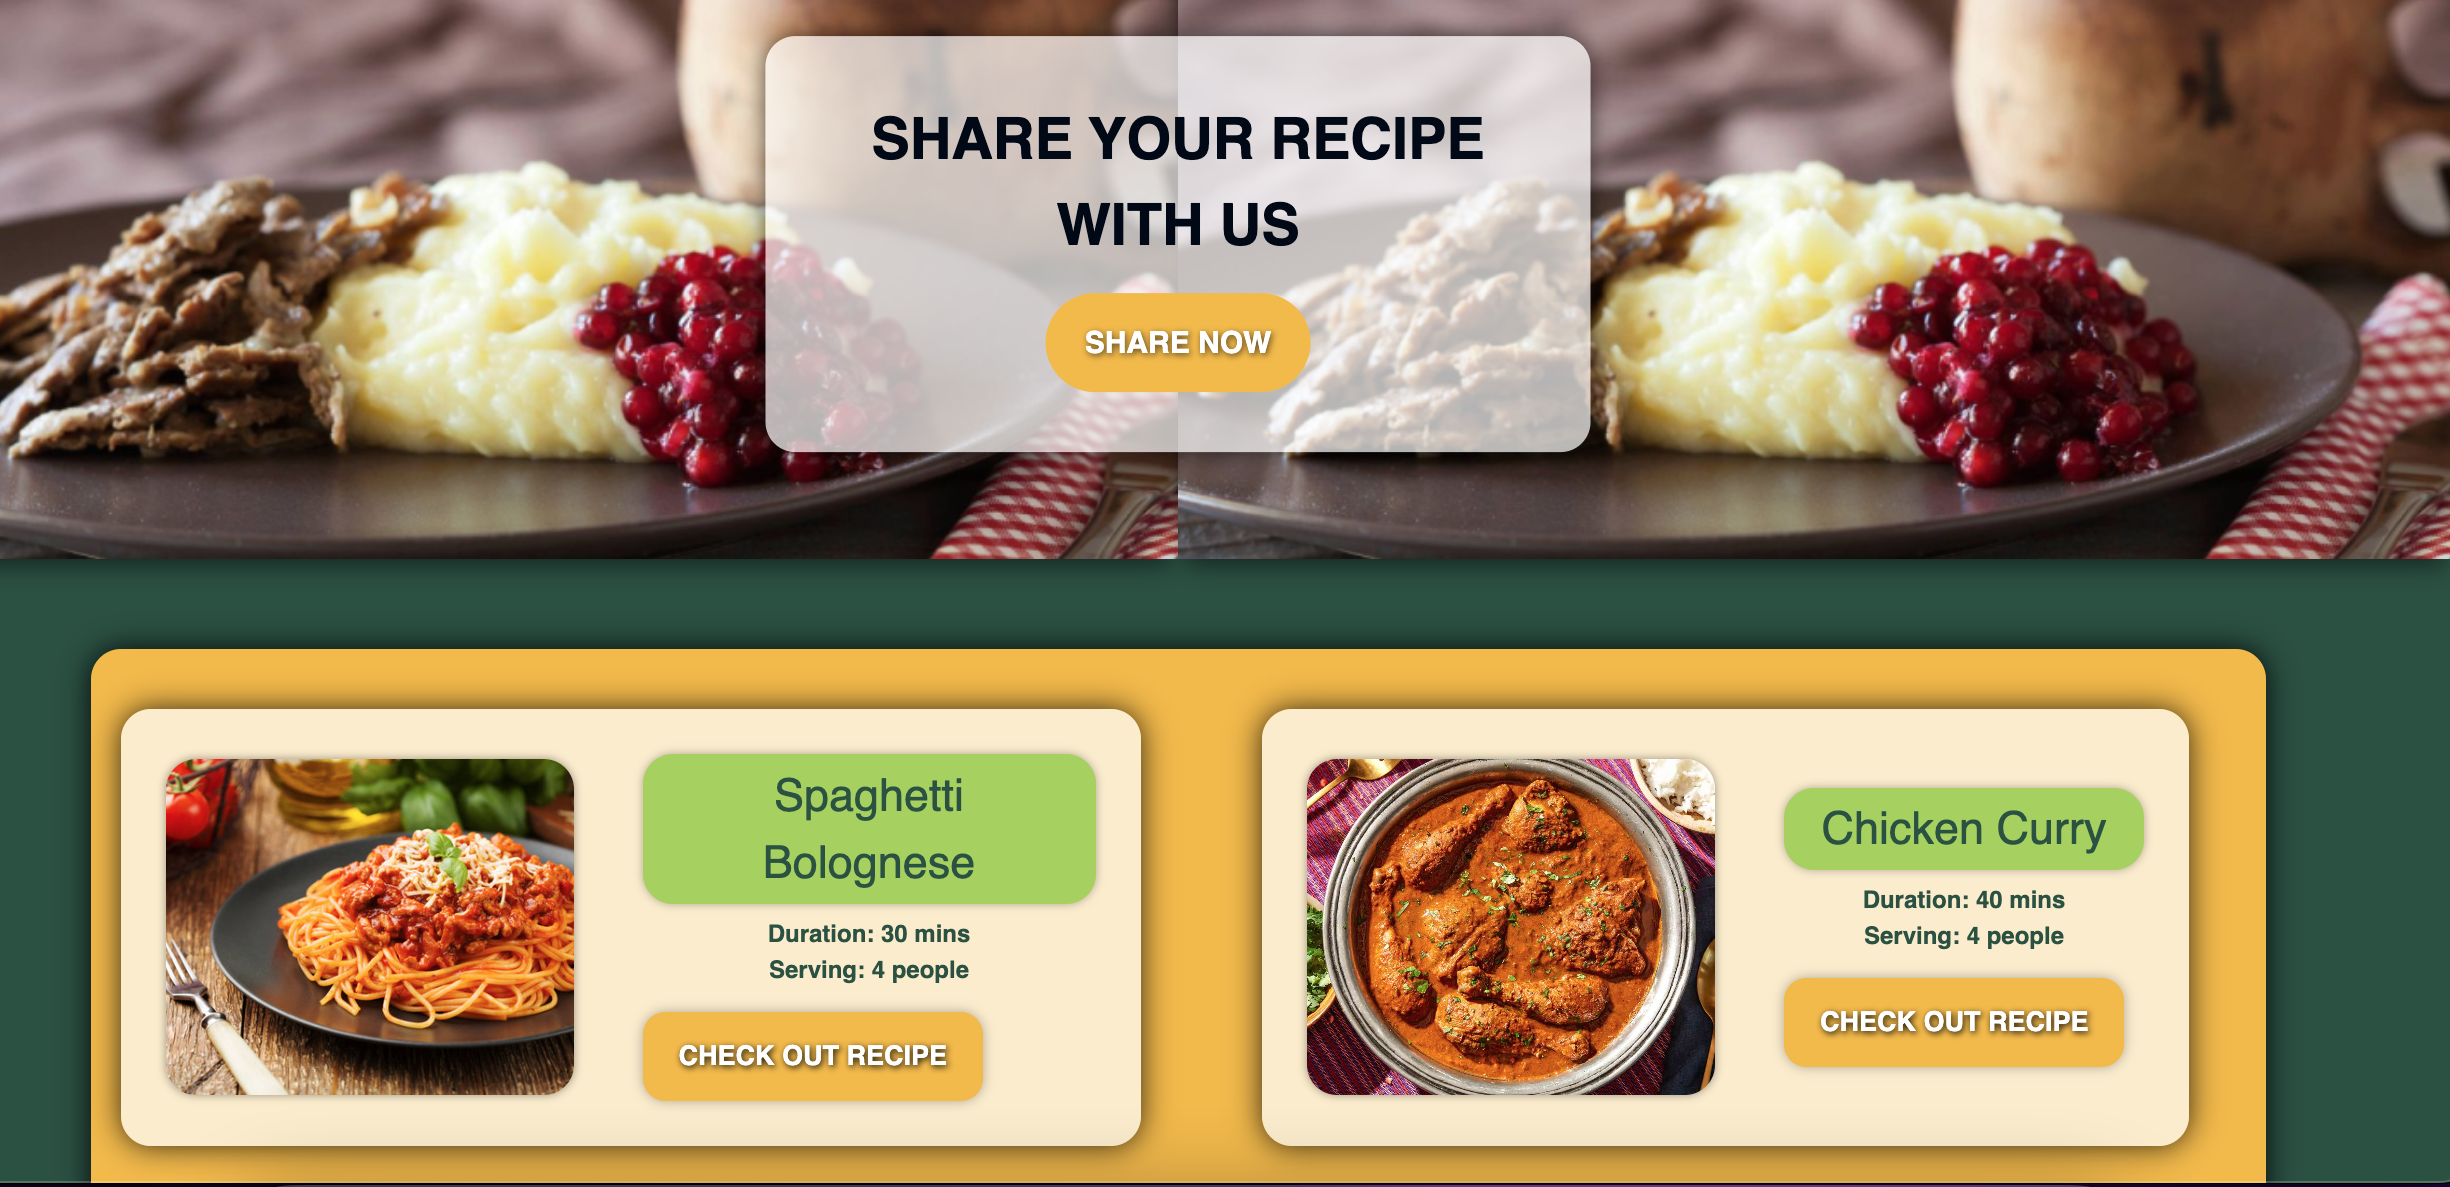 SHARE YOUR RECIPE
WITH US
SHARE NOW
Spaghetti
Bolognese
Duration: 30 mins
Serving: 4 people
CHECK OUT RECIPE
Chicken Curry
Duration: 40 mins
Serving: 4 people
CHECK OUT RECIPE